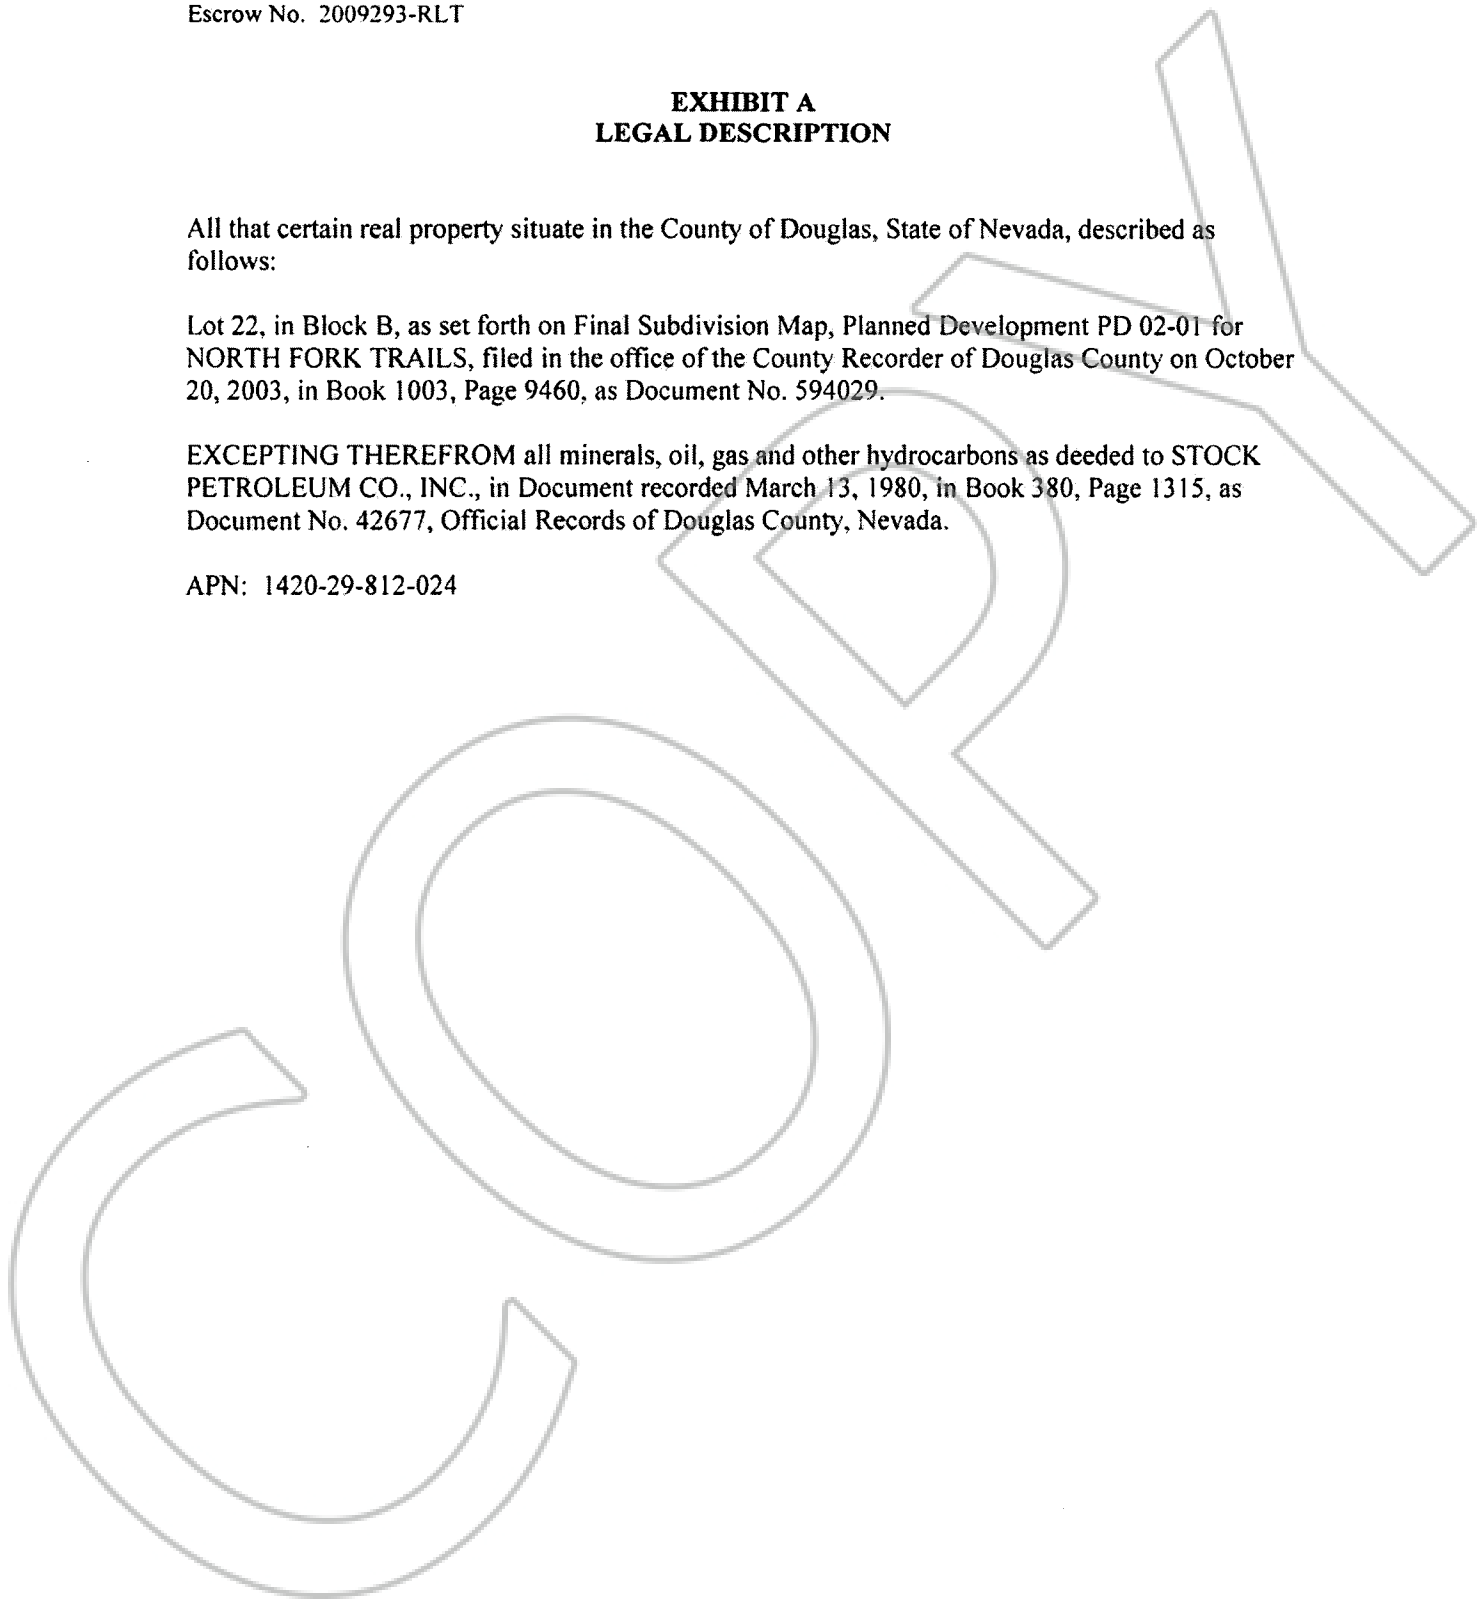 Escrow No. 2009293-RLT
EXHIBIT A
LEGAL DESCRIPTION
All that certain real property situate in the County of Douglas, State of Nevada, described as
follows:
Lot 22, in Block B, as set forth on Final Subdivision Map, Planned Development PD 02-01 for
NORTH FORK TRAILS, filed in the office of the County Recorder of Douglas County on October
20, 2003, in Book 1003, Page 9460, as Document No. 594029.
EXCEPTING THEREFROM all minerals, oil, gas and other hydrocarbons as deeded to STOCK
PETROLEUM CO., INC., in Document recorded March 13, 1980, in Book 380, Page 1315, as
Document No. 42677, Official Records of Douglas County, Nevada.
APN: 1420-29-812-024
COPY